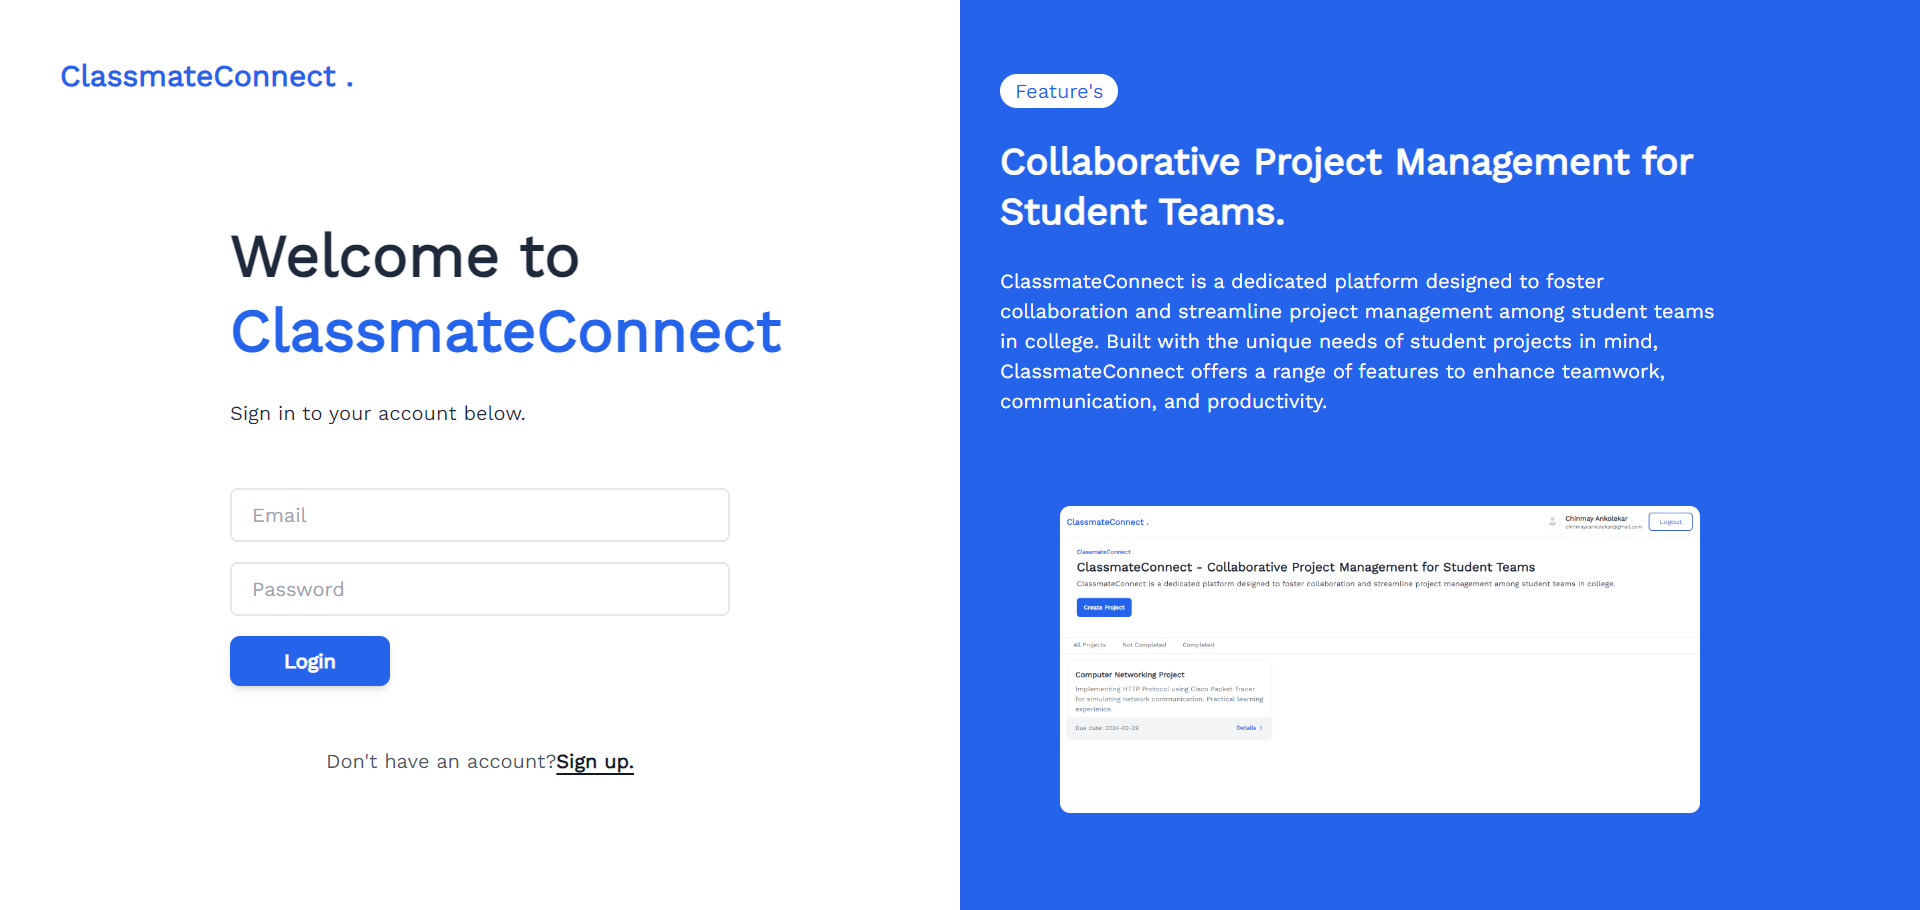 ClassmateConnect .
Welcome to
ClassmateConnect
Sign in to your account below.
Email
Password
Login
Don't have an account?Sign up.
Feature's
Collaborative Project Management for
Student Teams.
ClassmateConnect is a dedicated platform designed to foster
collaboration and streamline project management among student teams
in college. Built with the unique needs of student projects in mind,
ClassmateConnect offers a range of features to enhance teamwork,
communication, and productivity.
ClassmateConnect .
Chinmay Ankolekar
chinmayankolekar@gmail.com
Logout
ClassmateConnect
ClassmateConnect - Collaborative Project Management for Student Teams
ClassmateConnect is a dedicated platform designed to foster collaboration and streamline project management among student teams in college.
Create Project
All Projects Not Completed Completed
Computer Networking Project
Implementing HTTP Protocol using Cisco Packet Tracer
for simulating network communication. Practical learning
experience.
Due date: 2024-02-29 Details >